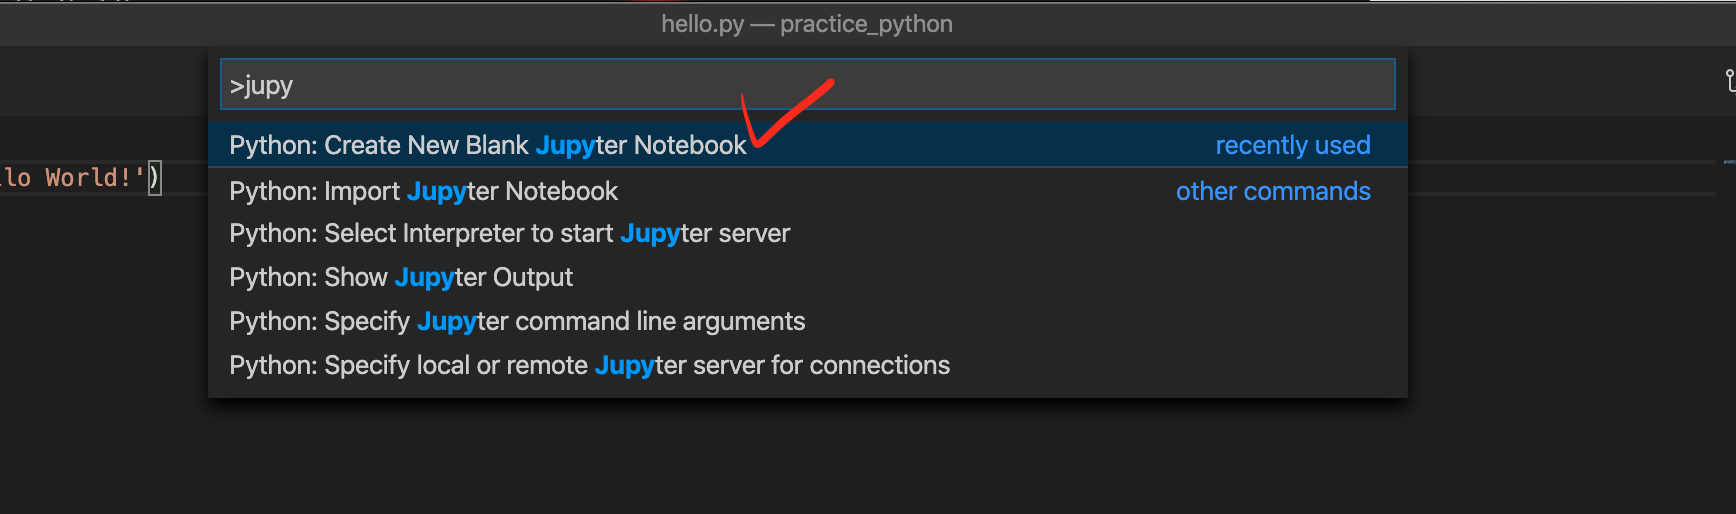 hello.py — practice_python
>jupy
Python: Create New Blank Jupyter Notebook recently used
lo World!')
Python: Import Jupyter Notebook other commands
Python: Select Interpreter to start Jupyter server
Python: Show Jupyter Output
Python: Specify Jupyter command line arguments
Python: Specify local or remote Jupyter server for connections